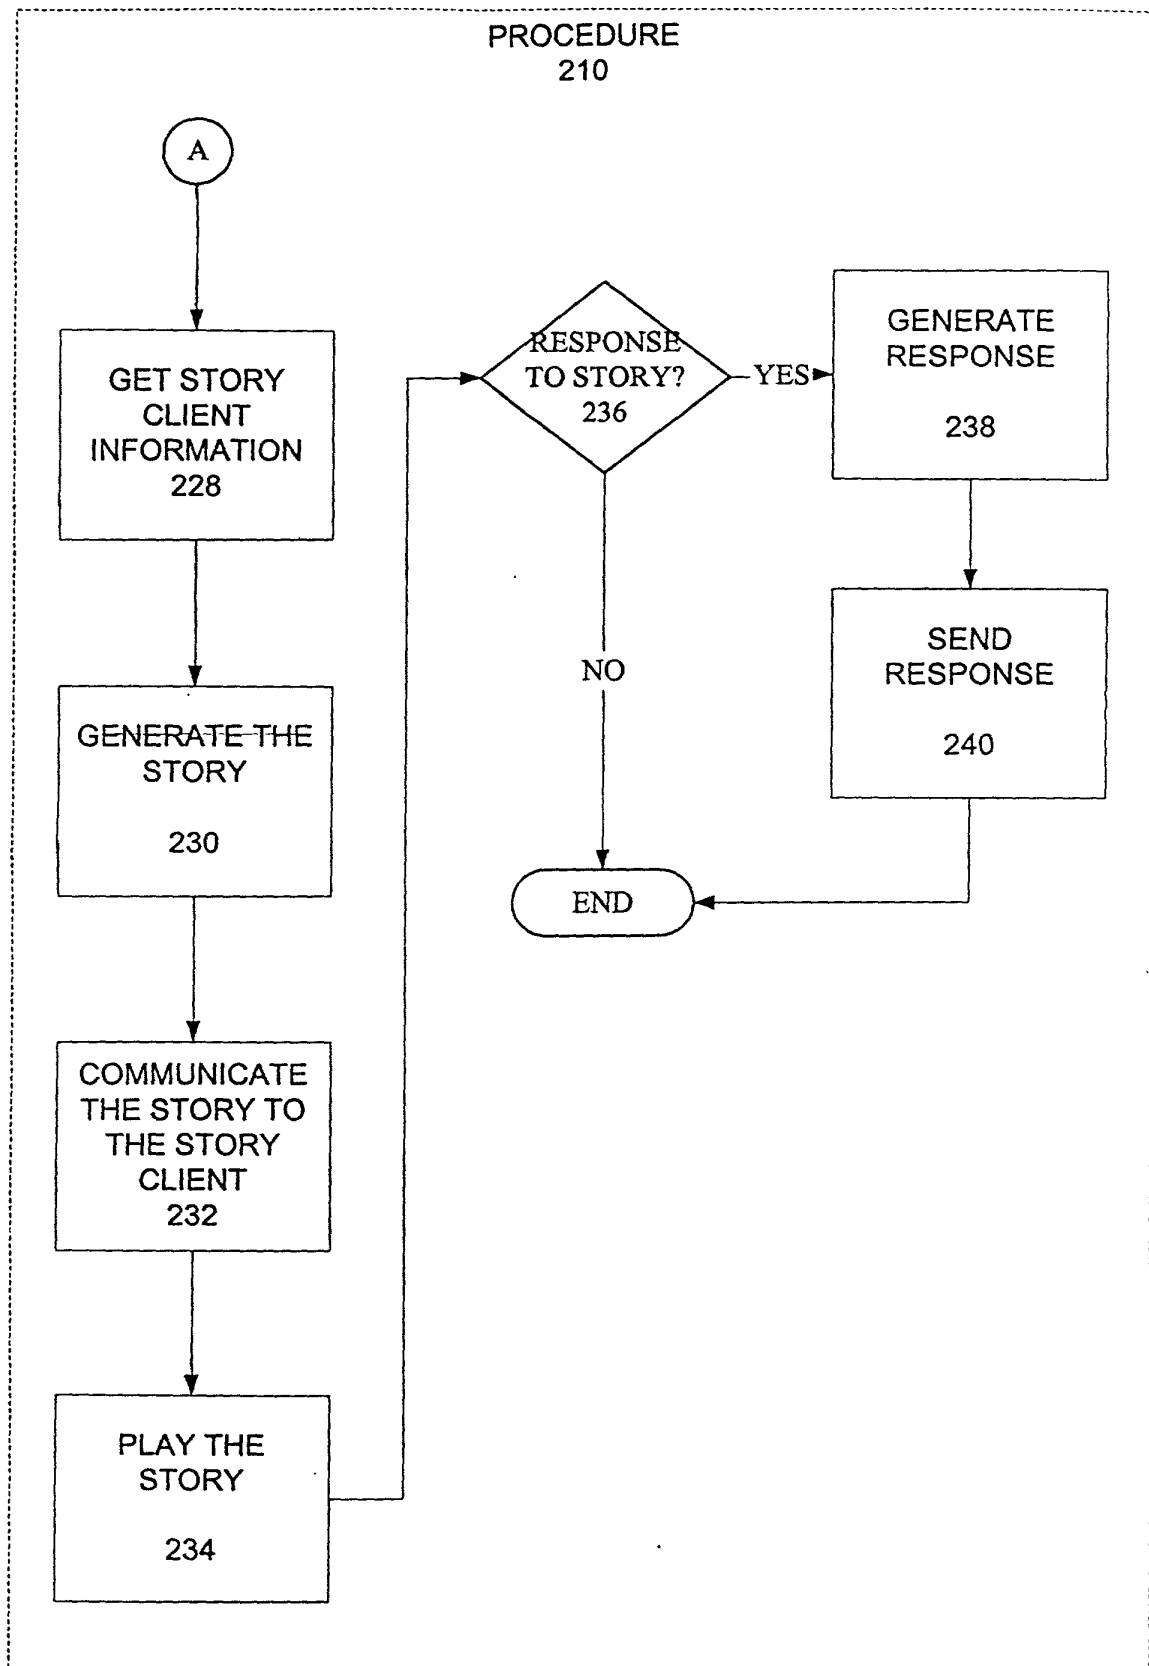 PROCEDURE
210
A
GET STORY
CLIENT
INFORMATION
228
GENERATE THE
STORY
230
COMMUNICATE
THE STORY TO
THE STORY
CLIENT
232
PLAY THE
STORY
234
RESPONSE
TO STORY?
236
YES
NO
GENERATE
RESPONSE
238
SEND
RESPONSE
240
END